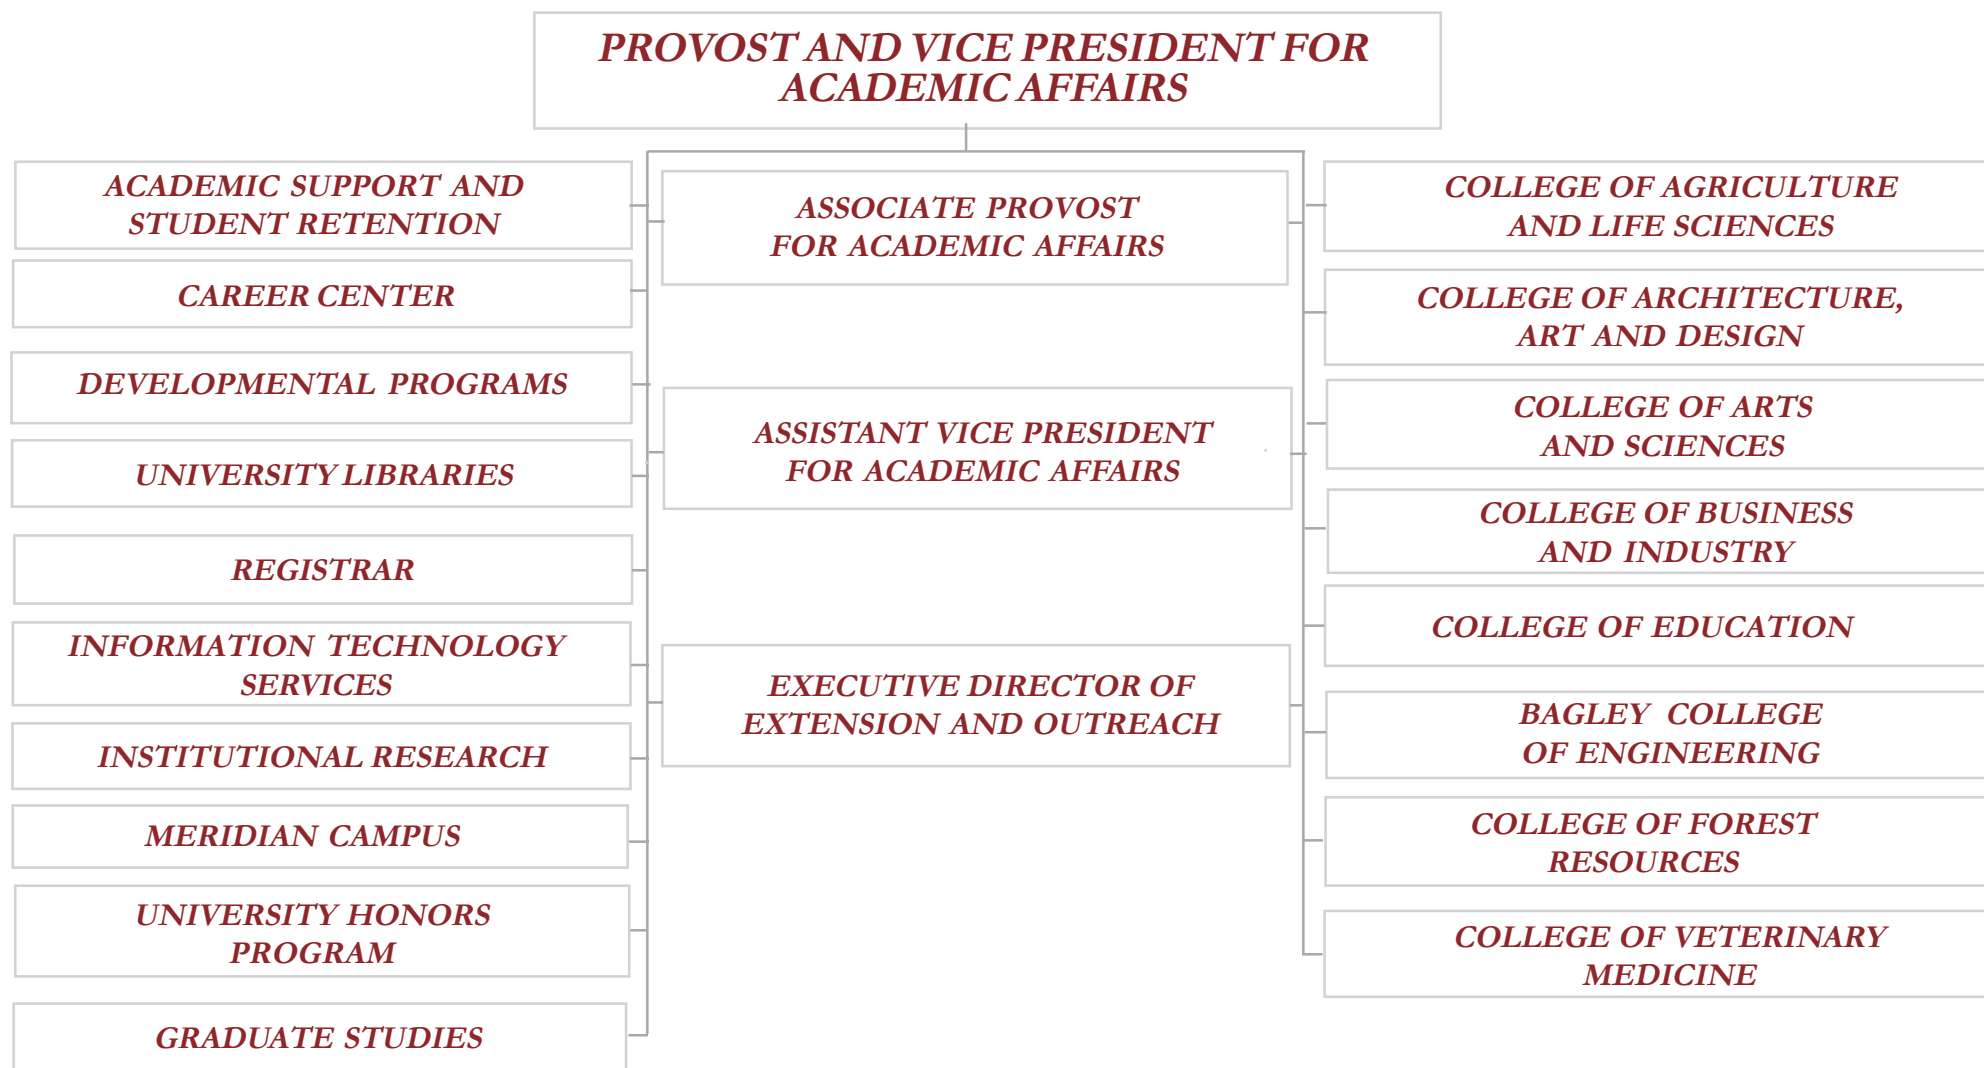 PROVOST AND VICE PRESIDENT FOR
ACADEMIC AFFAIRS
ACADEMIC SUPPORT AND
STUDENT RETENTION
CAREER CENTER
DEVELOPMENTAL PROGRAMS
UNIVERSITY LIBRARIES
REGISTRAR
INFORMATION TECHNOLOGY
SERVICES
INSTITUTIONAL RESEARCH
MERIDIAN CAMPUS
UNIVERSITY HONORS
PROGRAM
GRADUATE STUDIES
ASSOCIATE PROVOST
FOR ACADEMIC AFFAIRS
ASSISTANT VICE PRESIDENT
FOR ACADEMIC AFFAIRS
EXECUTIVE DIRECTOR OF
EXTENSION AND OUTREACH
COLLEGE OF AGRICULTURE
AND LIFE SCIENCES
COLLEGE OF ARCHITECTURE,
ART AND DESIGN
COLLEGE OF ARTS
AND SCIENCES
COLLEGE OF BUSINESS
AND INDUSTRY
COLLEGE OF EDUCATION
BAGLEY COLLEGE
OF ENGINEERING
COLLEGE OF FOREST
RESOURCES
COLLEGE OF VETERINARY
MEDICINE